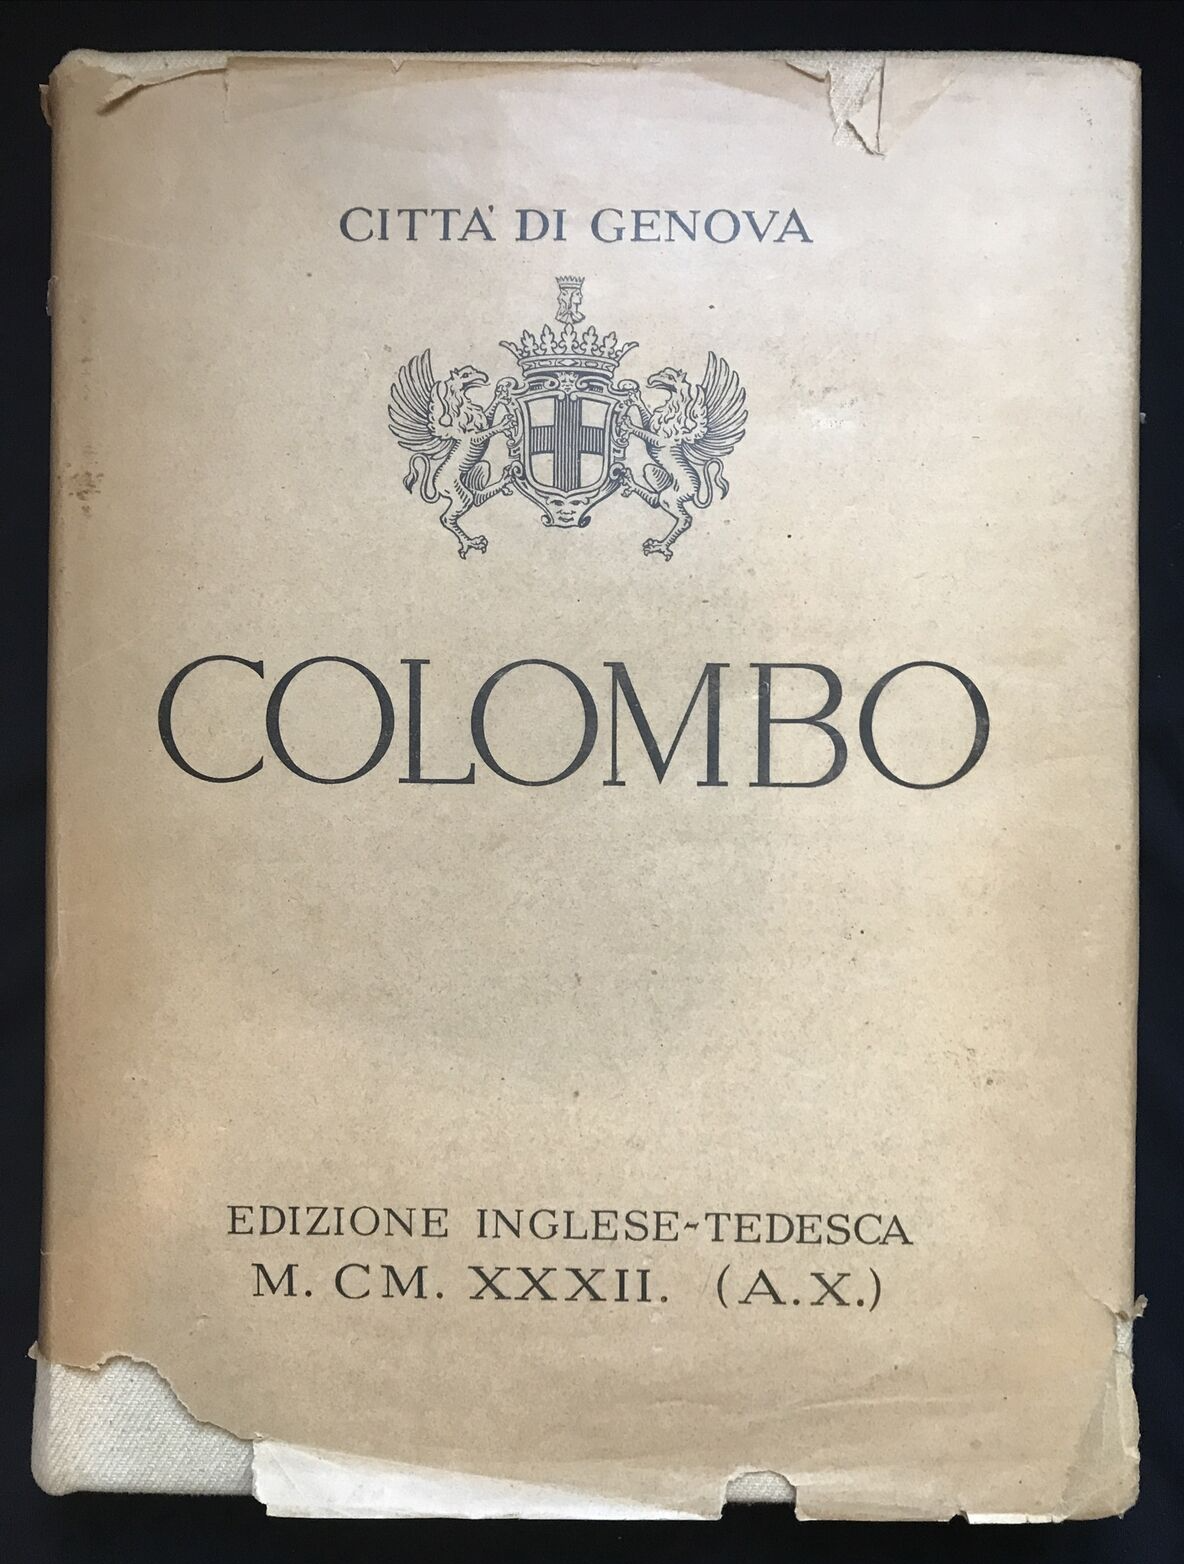 CITTA' DI GENOVA
COLOMBO
EDIZIONE INGLESE-TEDESCA
M. CM. XXXII. (A.X.)